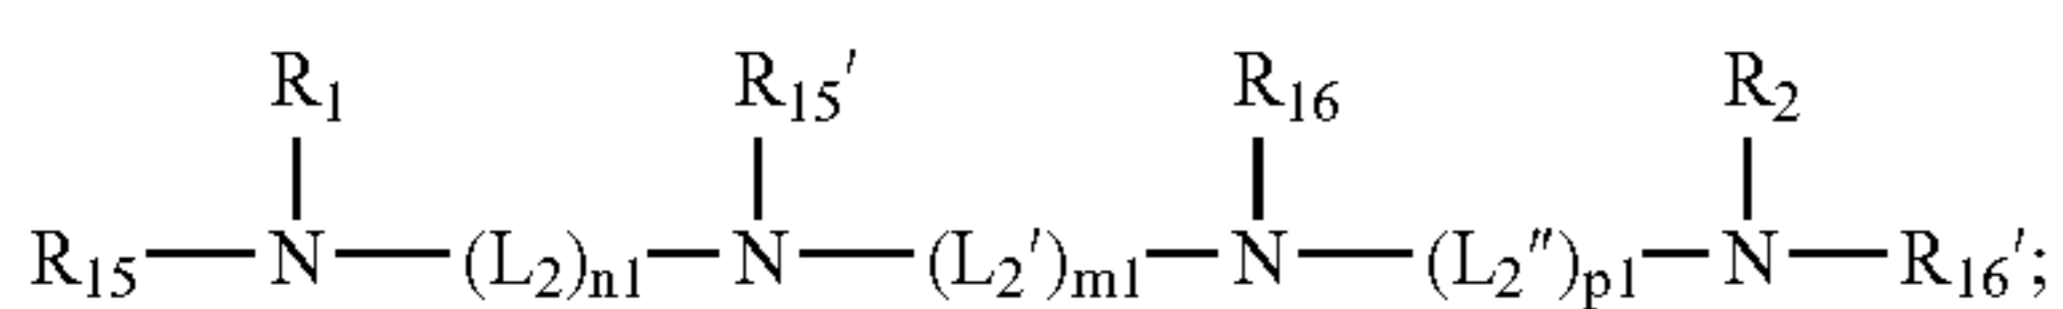 R1 R15′ R16 R2
R15—N—(L2)n1—N—(L2′)m1—N—(L2″)p1—N—R16′;